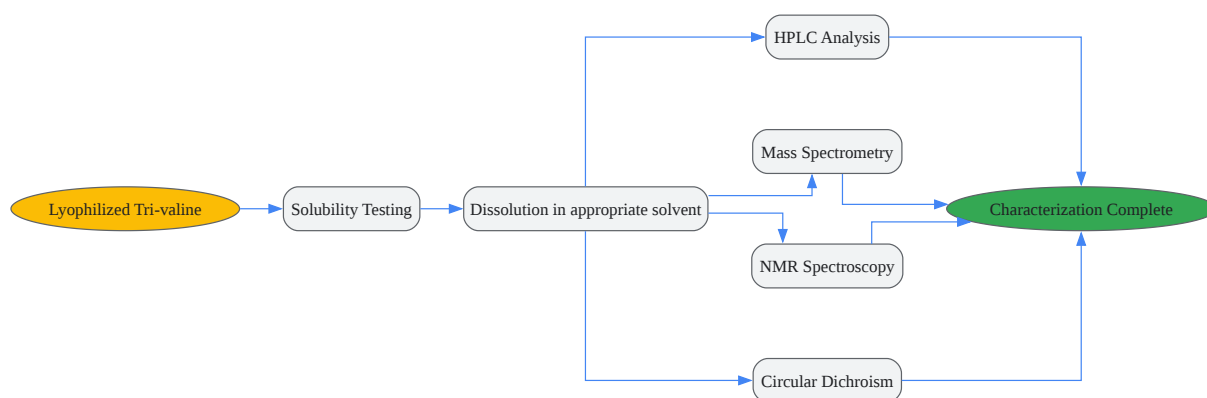 HPLC Analysis
Mass Spectrometry
Lyophilized Tri-valine
Solubility Testing
Dissolution in appropriate solvent
Characterization Complete
NMR Spectroscopy
Circular Dichroism